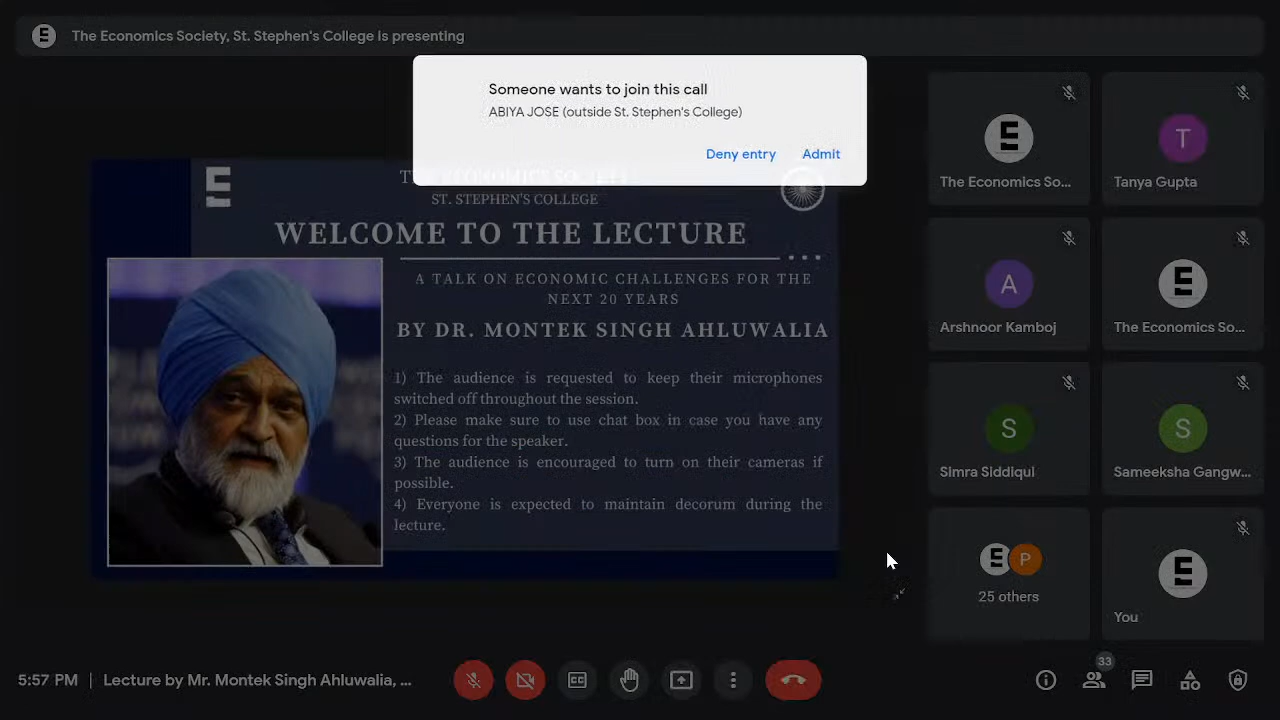 The Economics Society, St. Stephen's College is presenting
Someone wants to join this call
ABIYA JOSE (outside St. Stephen's College)
Deny entry Admit
THE ECONOMICS SOCIETY
ST. STEPHEN'S COLLEGE
WELCOME TO THE LECTURE
A TALK ON ECONOMIC CHALLENGES FOR THE
NEXT 20 YEARS
BY DR. MONTEK SINGH AHLUWALIA
1) The audience is requested to keep their microphones
switched off throughout the session.
2) Please make sure to use chat box in case you have any
questions for the speaker.
3) The audience is encouraged to turn on their cameras if
possible.
4) Everyone is expected to maintain decorum during the
lecture.
The Economics So...
T
Tanya Gupta
A
Arshnoor Kamboj
The Economics So...
S
Simra Siddiqui
S
Sameeksha Gangw...
P
25 others
You
5:57 PM | Lecture by Mr. Montek Singh Ahluwalia, ...
CC
33